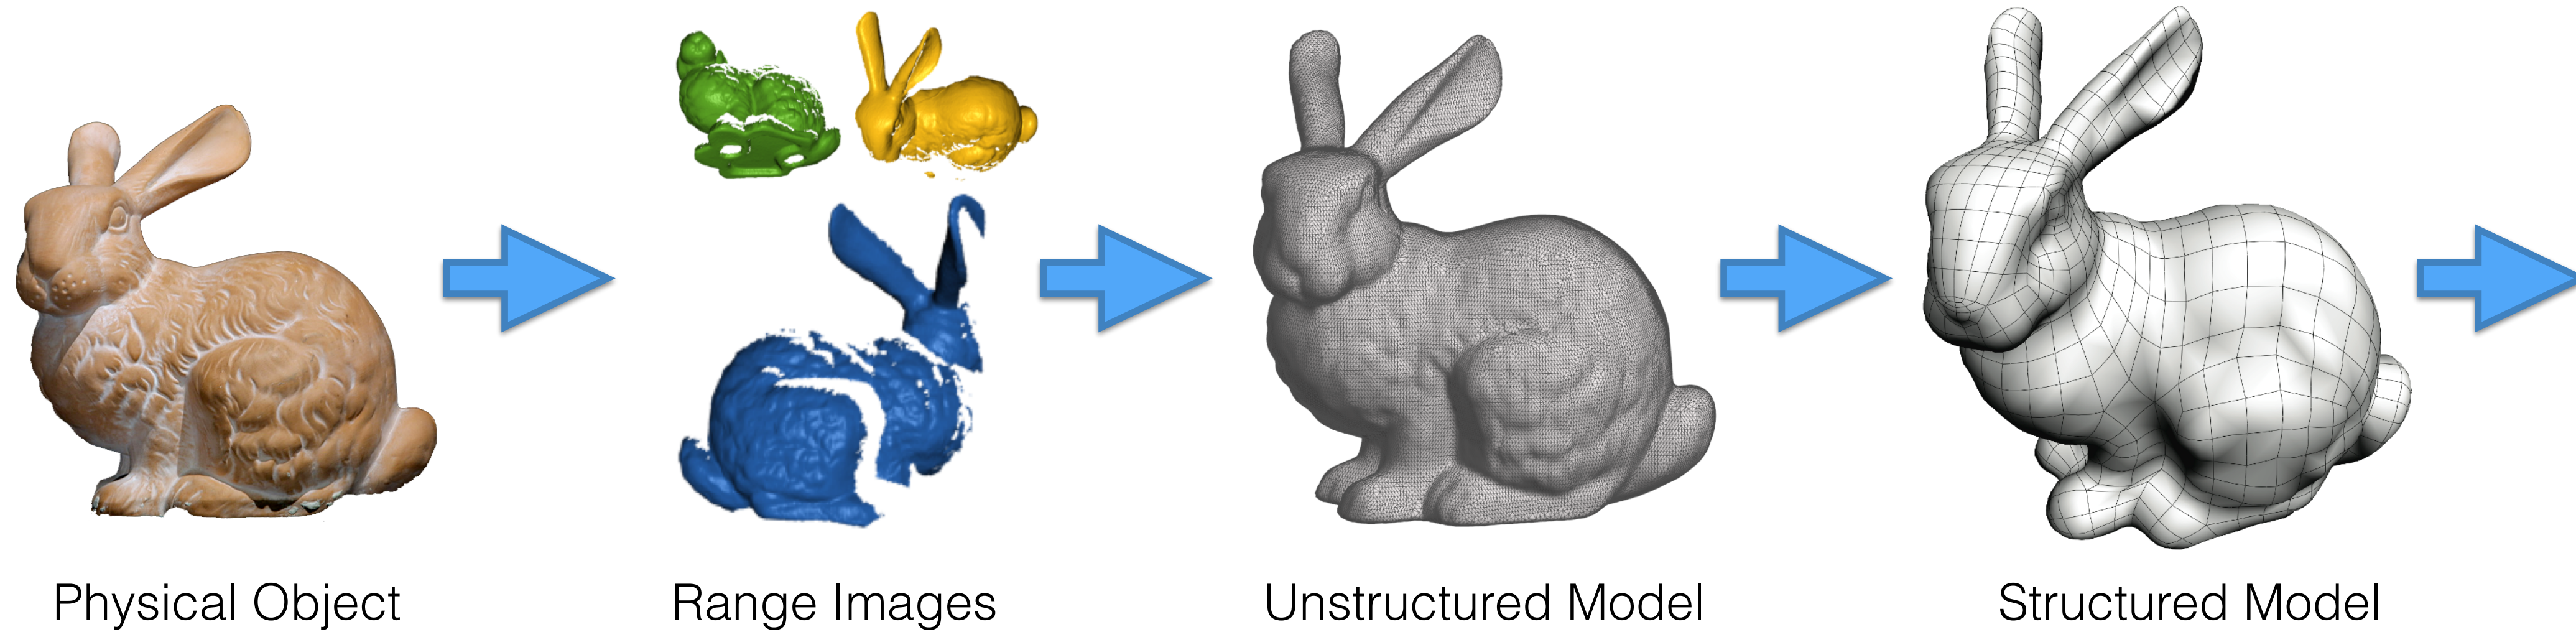 Physical Object
Range Images
Unstructured Model
Structured Model